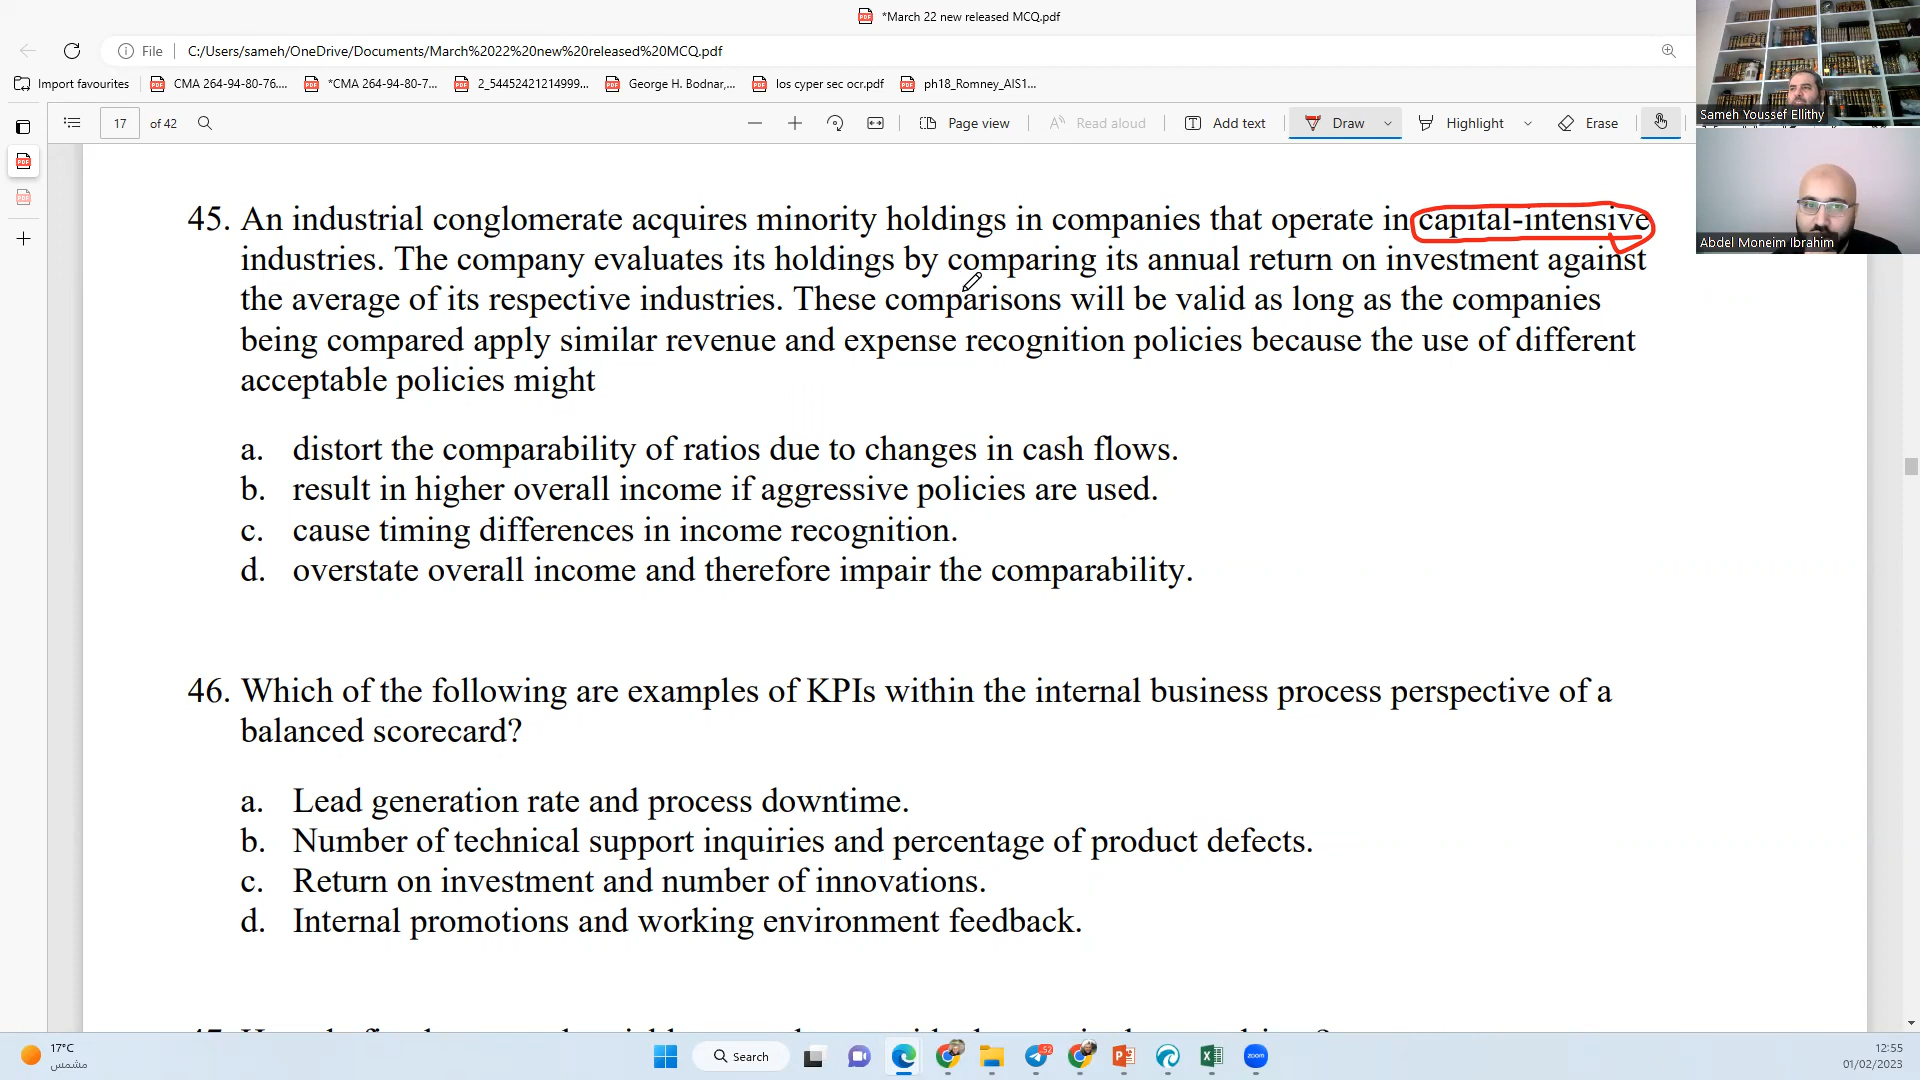 *March 22 new released MCQ.pdf
File
C:/Users/sameh/OneDrive/Documents/March%2022%20new%20released%20MCQ.pdf
Import favourites
CMA 264-94-80-76....
*CMA 264-94-80-7...
2_54452421214999...
George H. Bodnar,...
los cyper sec ocr.pdf
ph18_Romney_AIS1...
17
of 42
Page view
Read aloud
Add text
Draw
Highlight
Erase
Sameh Youssef Ellithy
Abdel Moneim Ibrahim
45. An industrial conglomerate acquires minority holdings in companies that operate in capital-intensive
industries. The company evaluates its holdings by comparing its annual return on investment against
the average of its respective industries. These comparisons will be valid as long as the companies
being compared apply similar revenue and expense recognition policies because the use of different
acceptable policies might
a. distort the comparability of ratios due to changes in cash flows.
b. result in higher overall income if aggressive policies are used.
c. cause timing differences in income recognition.
d. overstate overall income and therefore impair the comparability.
46. Which of the following are examples of KPIs within the internal business process perspective of a
balanced scorecard?
a. Lead generation rate and process downtime.
b. Number of technical support inquiries and percentage of product defects.
c. Return on investment and number of innovations.
d. Internal promotions and working environment feedback.
17°C
مشمس
Search
52
zoom
12:55
01/02/2023